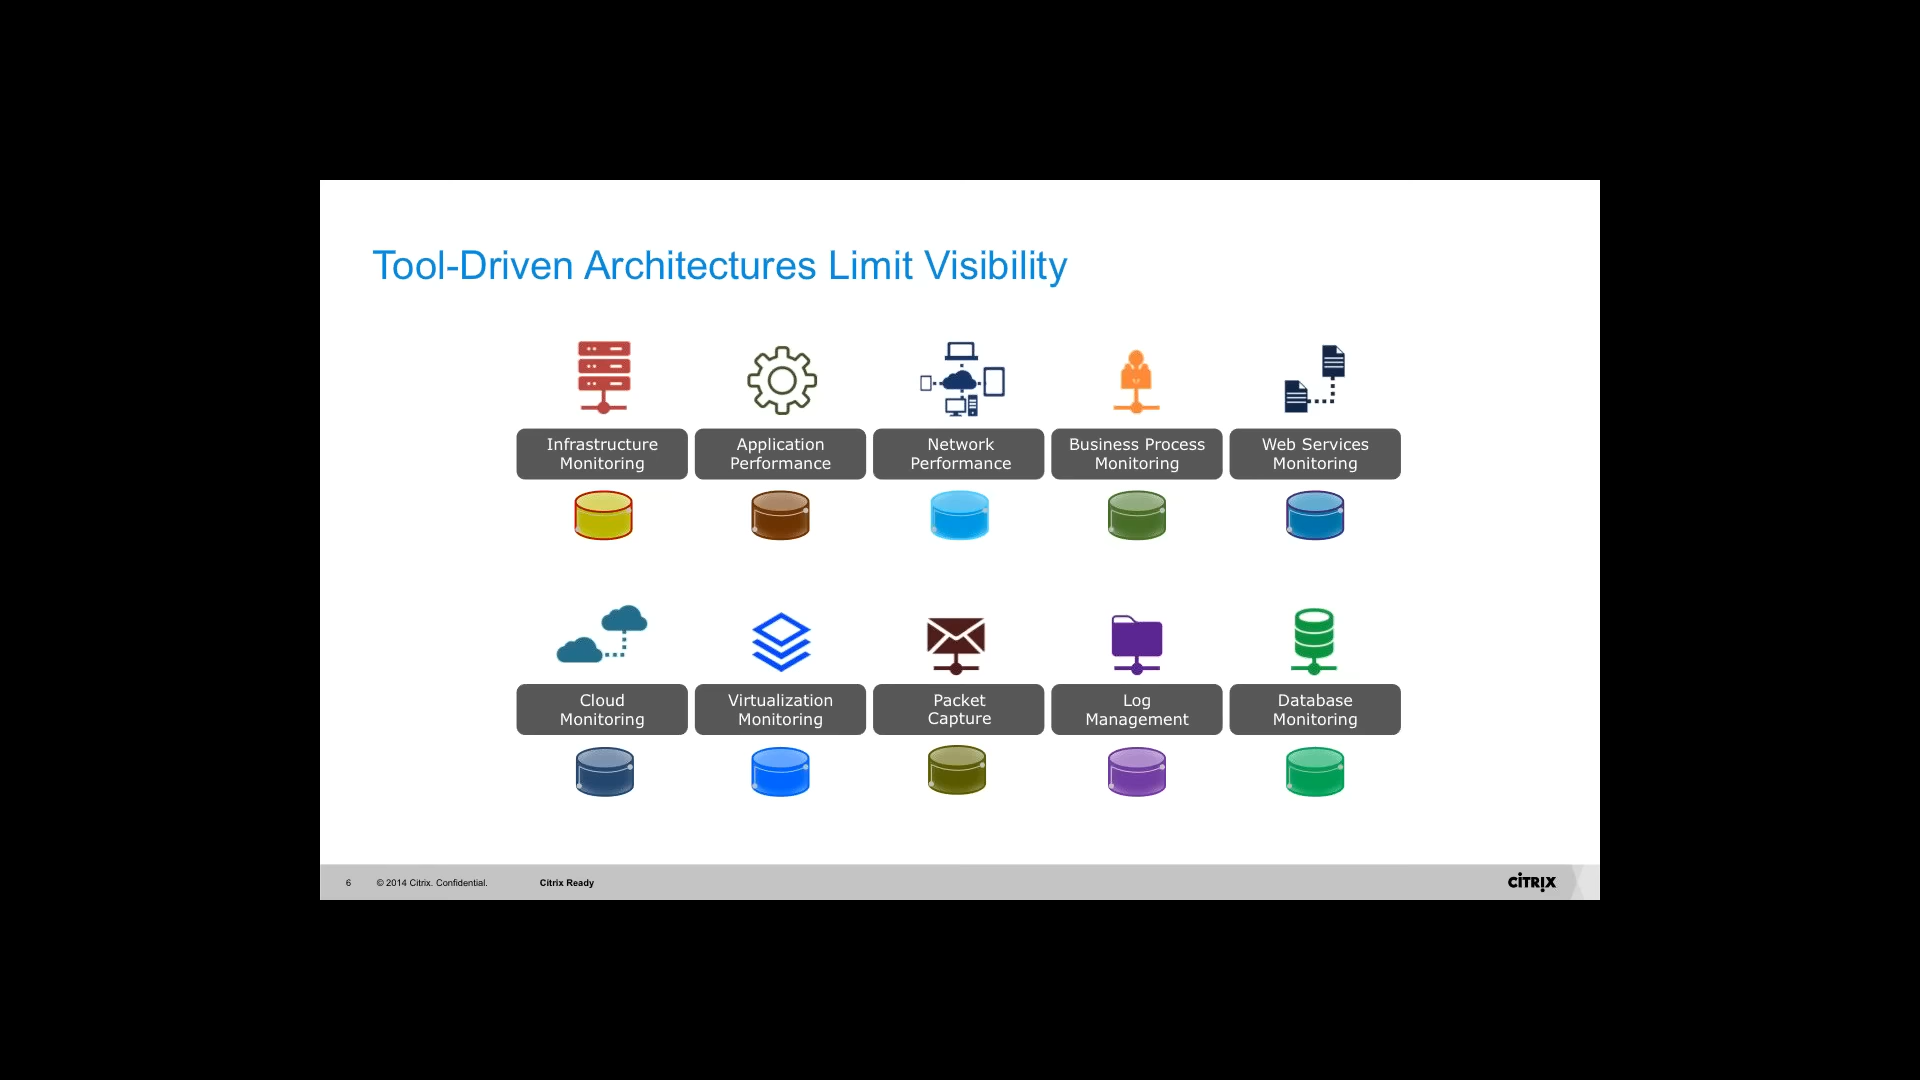 Tool-Driven Architectures Limit Visibility
Infrastructure
Monitoring
Application
Performance
Network
Performance
Business Process
Monitoring
Web Services
Monitoring
Cloud
Monitoring
Virtualization
Monitoring
Packet
Capture
Log
Management
Database
Monitoring
6 © 2014 Citrix. Confidential. Citrix Ready
CiTRIX